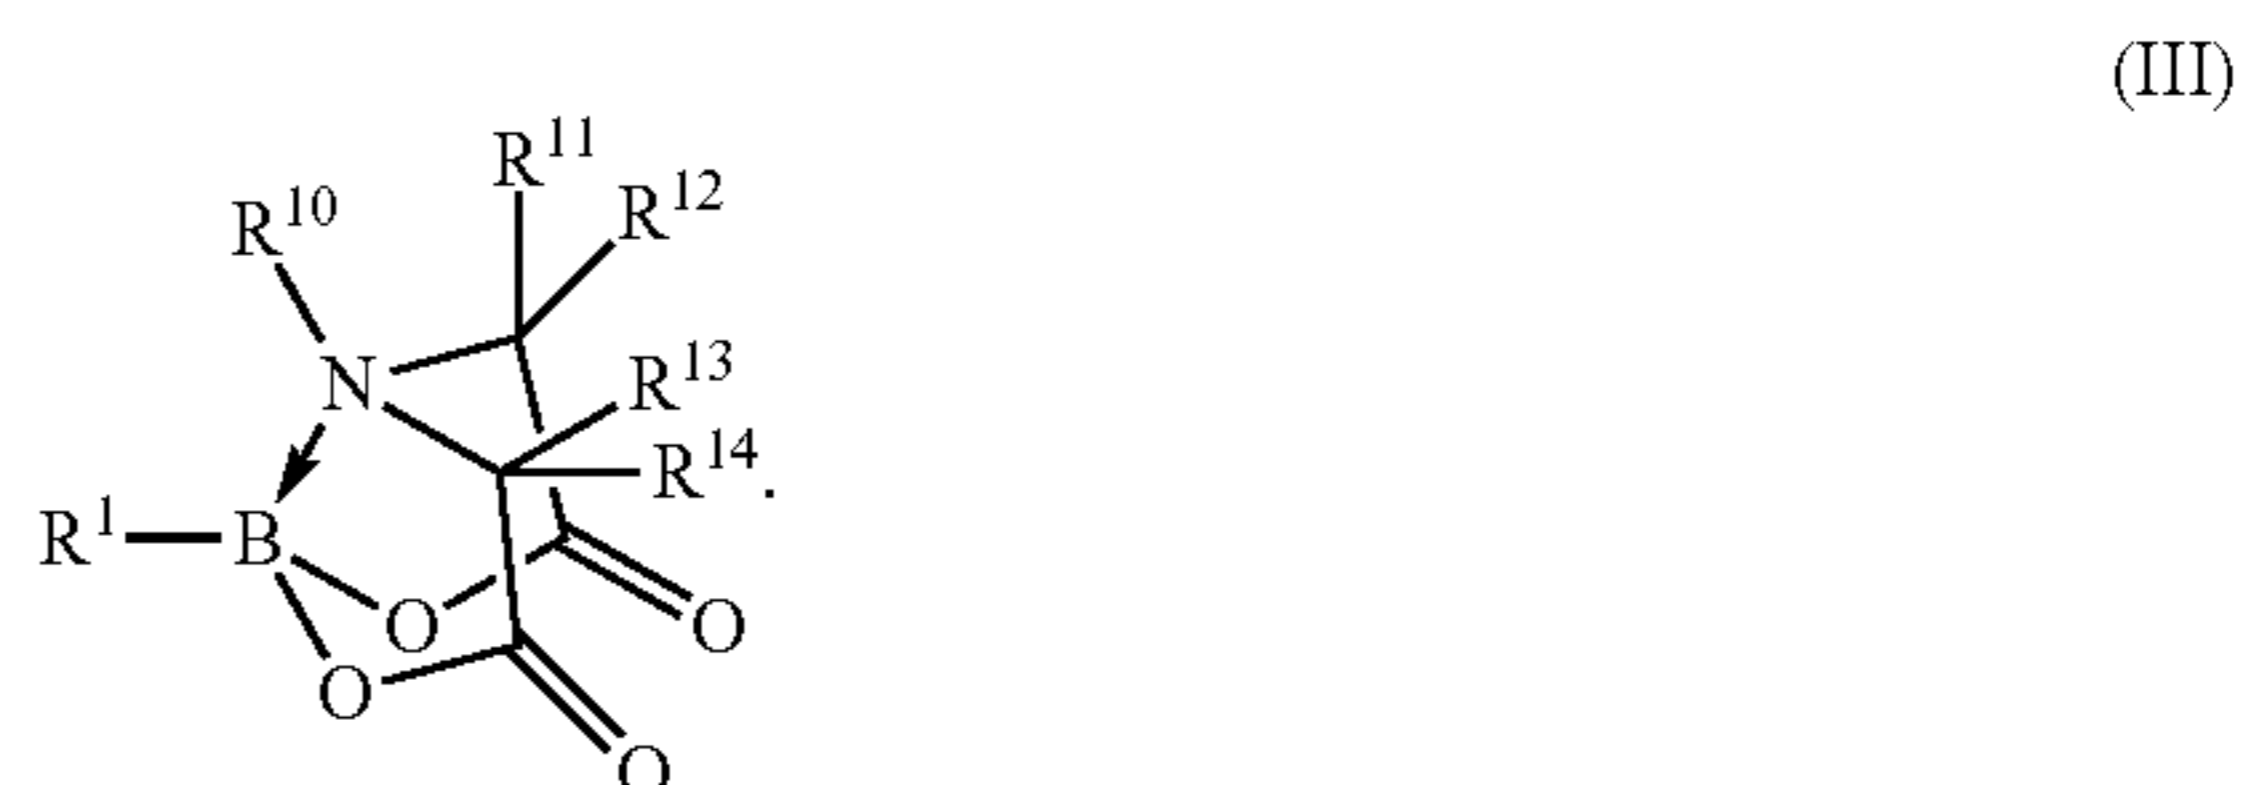 (III)
R¹¹
R¹²
R¹⁰
R¹³
N
R¹⁴.
R¹ B
O O
O
O